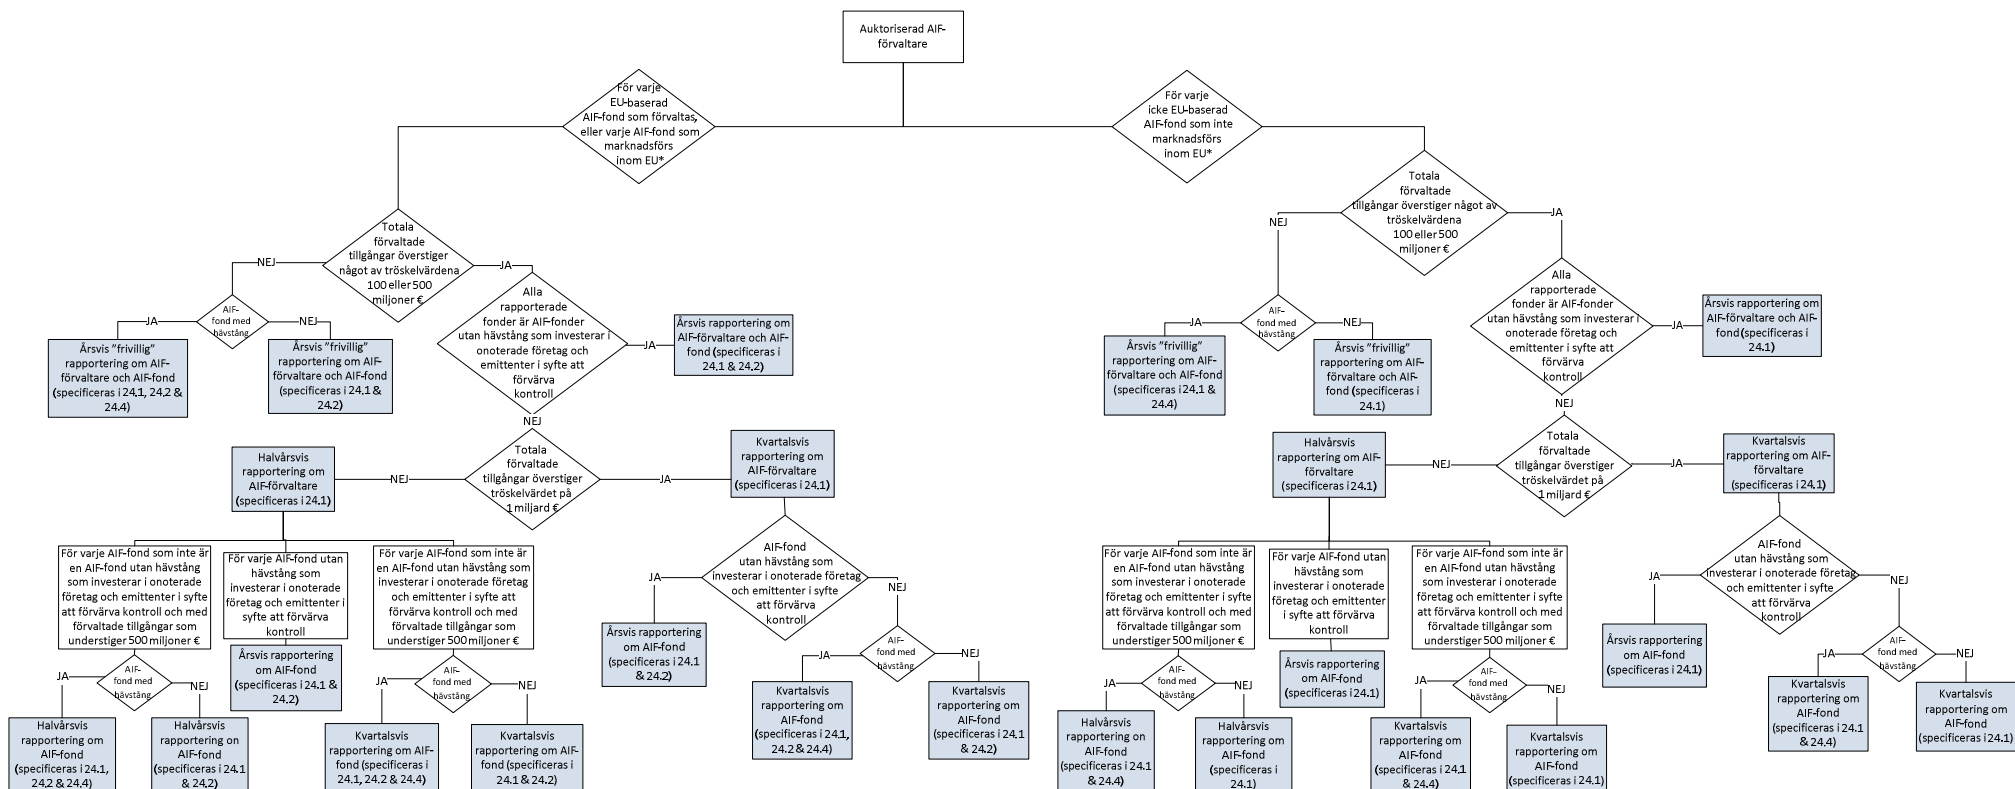 Auktoriserad AIF-
förvaltare
För varje
EU-baserad
AIF-fond som förvaltas,
eller varje AIF-fond som
marknadsförs
inom EU*
För varje
icke EU-baserad
AIF-fond som inte
marknadsförs
inom EU*
Totala
förvaltade
tillgångar överstiger
något av tröskelvärdena
100 eller 500
miljoner €
NEJ
JA
AIF-
fond med
hävstång
JA
NEJ
Årsvis ”frivillig”
rapportering om AIF-
förvaltare och AIF-fond
(specificeras i 24.1, 24.2 &
24.4)
Årsvis ”frivillig”
rapportering om AIF-
förvaltare och AIF-fond
(specificeras i 24.1 &
24.2)
Alla
rapporterade
fonder är AIF-fonder
utan hävstång som investerar i
onoterade företag och
emittenter i syfte att
förvärva
kontroll
JA
Årsvis rapportering om
AIF-förvaltare och AIF-
fond (specificeras i
24.1 & 24.2)
NEJ
Totala
förvaltade
tillgångar överstiger
tröskelvärdet på
1 miljard €
NEJ
JA
Halvårsvis
rapportering om
AIF-förvaltare
(specificeras i 24.1)
Kvartalsvis
rapportering om
AIF-förvaltare
(specificeras i 24.1)
För varje AIF-fond som inte är
en AIF-fond utan hävstång
som investerar i onoterade
företag och emittenter i syfte
att förvärva kontroll och med
förvaltade tillgångar som
understiger 500 miljoner €
För varje AIF-fond utan
hävstång som
investerar i onoterade
företag och emittenter i
syfte att förvärva
kontroll
För varje AIF-fond som inte är
en AIF-fond utan hävstång som
investerar i onoterade företag
och emittenter i syfte att
förvärva kontroll och med
förvaltade tillgångar som
understiger 500 miljoner €
AIF-
fond med
hävstång
JA
NEJ
Halvårsvis
rapportering om
AIF-fond
(specificeras i 24.1,
24.2 & 24.4)
Halvårsvis
rapportering on
AIF-fond
(specificeras i 24.1
& 24.2)
Årsvis rapportering
om AIF-fond
(specificeras i 24.1 &
24.2)
AIF-
fond med
hävstång
JA
NEJ
Kvartalsvis
rapportering om AIF-
fond (specificeras i
24.1, 24.2 & 24.4)
Kvartalsvis
rapportering om AIF-
fond (specificeras i
24.1 & 24.2)
AIF-fond
utan hävstång som
investerar i onoterade företag
och emittenter i syfte
att förvärva
kontroll
JA
NEJ
Årsvis rapportering
om AIF-fond
(specificeras i 24.1
& 24.2)
AIF-
fond med
hävstång
JA
NEJ
Kvartalsvis
rapportering om
AIF-fond
(specificeras i 24.1,
24.2 & 24.4)
Kvartalsvis
rapportering om
AIF-fond
(specificeras i 24.1
& 24.2)
Totala
förvaltade
tillgångar överstiger något av
tröskelvärdena
100 eller 500
miljoner €
NEJ
JA
AIF-
fond med
hävstång
JA
NEJ
Årsvis ”frivillig”
rapportering om AIF-
förvaltare och AIF-fond
(specificeras i 24.1 &
24.4)
Årsvis ”frivillig”
rapportering om AIF-
förvaltare och AIF-
fond (specificeras i
24.1)
Alla
rapporterade
fonder är AIF-fonder
utan hävstång som investerar i
onoterade företag och
emittenter i syfte att
förvärva
kontroll
JA
Årsvis rapportering om
AIF-förvaltare och AIF-
fond (specificeras i
24.1)
NEJ
Totala
förvaltade
tillgångar överstiger
tröskelvärdet på
1 miljard €
NEJ
JA
Halvårsvis
rapportering om AIF-
förvaltare
(specificeras i 24.1)
Kvartalsvis
rapportering om AIF-
förvaltare
(specificeras i 24.1)
För varje AIF-fond som inte är
en AIF-fond utan hävstång
som investerar i onoterade
företag och emittenter i syfte
att förvärva kontroll och med
förvaltade tillgångar som
understiger 500 miljoner €
För varje AIF-fond utan
hävstång som
investerar i onoterade
företag och emittenter
i syfte att förvärva
kontroll
För varje AIF-fond som inte är
en AIF-fond utan hävstång
som investerar i onoterade
företag och emittenter i syfte
att förvärva kontroll och med
förvaltade tillgångar som
understiger 500 miljoner €
AIF-
fond med
hävstång
JA
NEJ
Halvårsvis
rapportering on
AIF-fond
(specificeras i 24.1
& 24.4)
Halvårsvis
rapportering om
AIF-fond
(specificeras i
24.1)
Årsvis rapportering
om AIF-fond
(specificeras i 24.1)
AIF-
fond med
hävstång
JA
NEJ
Kvartalsvis
rapportering om
AIF-fond
(specificeras i 24.1
& 24.4)
Kvartalsvis
rapportering om
AIF-fond
(specificeras i 24.1)
AIF-fond
utan hävstång som
investerar i onoterade företag
och emittenter i syfte
att förvärva
kontroll
JA
NEJ
Årsvis rapportering
om AIF-fond
(specificeras i 24.1)
AIF-
fond med
hävstång
JA
NEJ
Kvartalsvis
rapportering om
AIF-fond
(specificeras i 24.1
& 24.4)
Kvartalsvis
rapportering om
AIF-fond
(specificeras i 24.1)